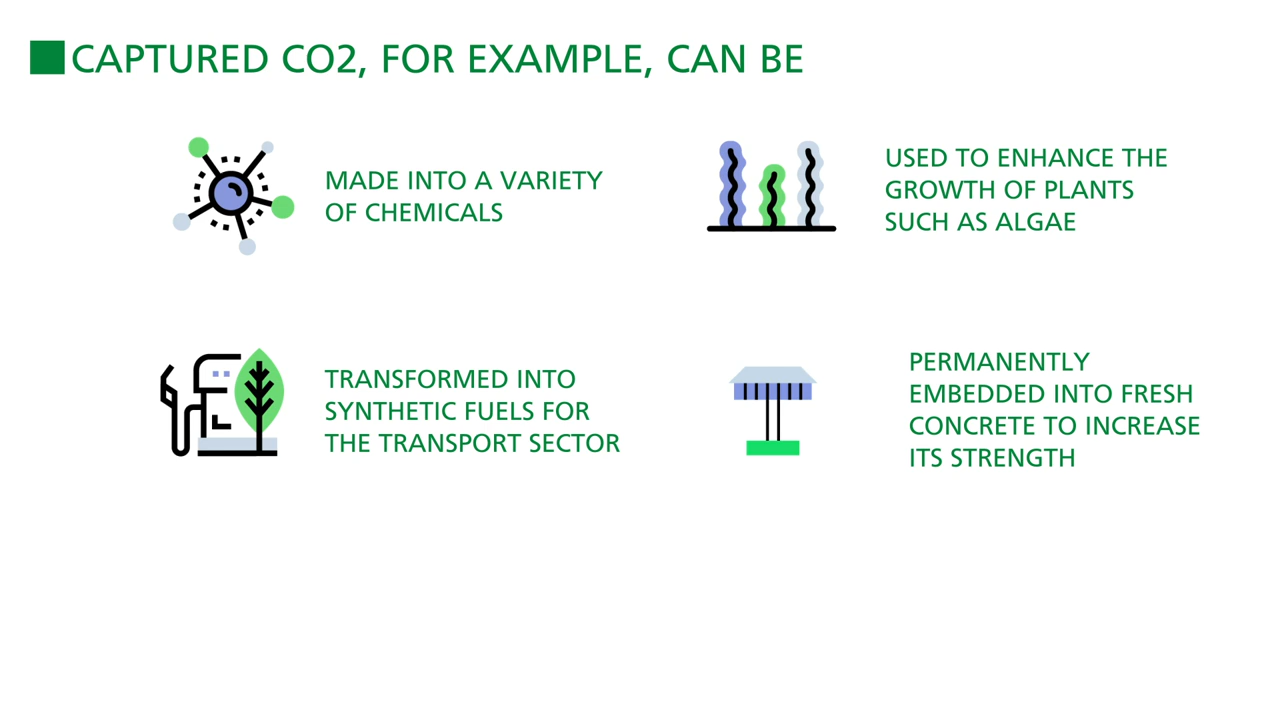 CAPTURED CO2, FOR EXAMPLE, CAN BE
MADE INTO A VARIETY
OF CHEMICALS
USED TO ENHANCE THE
GROWTH OF PLANTS
SUCH AS ALGAE
TRANSFORMED INTO
SYNTHETIC FUELS FOR
THE TRANSPORT SECTOR
PERMANENTLY
EMBEDDED INTO FRESH
CONCRETE TO INCREASE
ITS STRENGTH